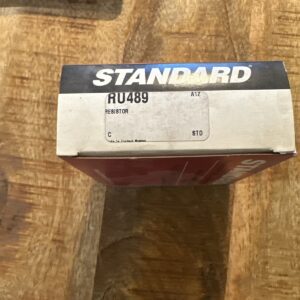 STANDARD
RU489 A12
RESISTOR
C STD